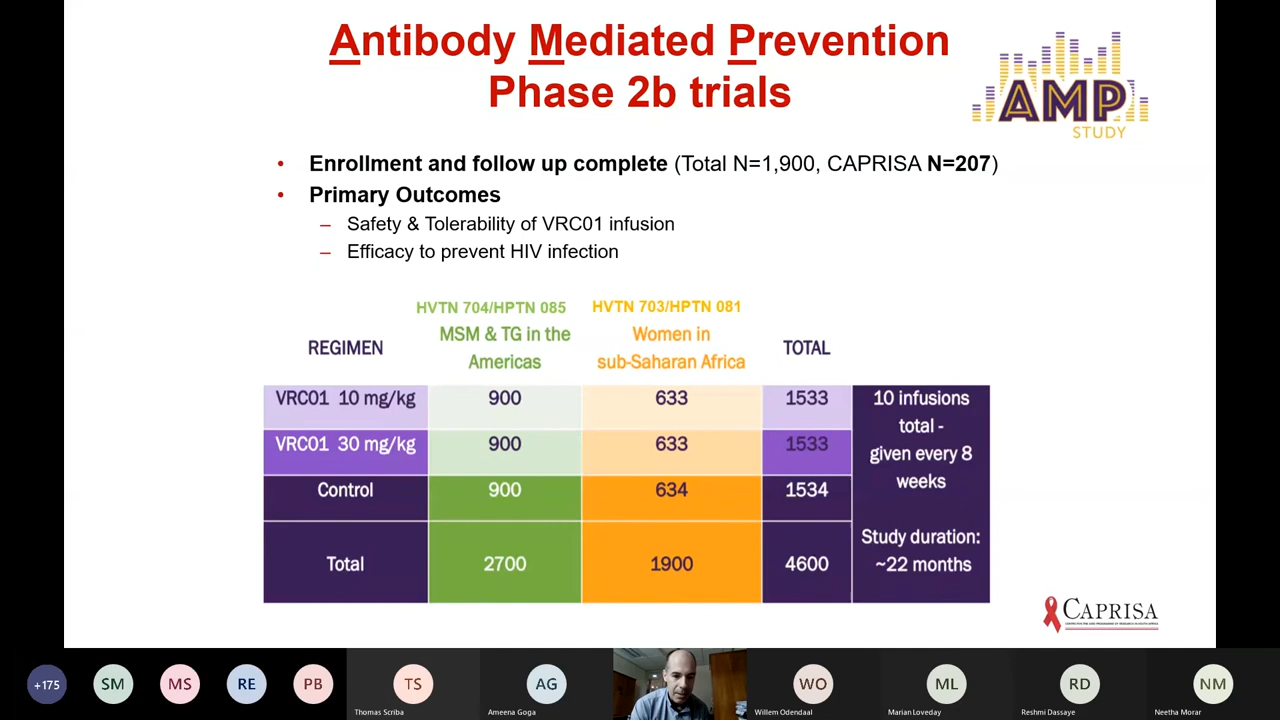 Antibody Mediated Prevention
Phase 2b trials
AMP
STUDY
• Enrollment and follow up complete (Total N=1,900, CAPRISA N=207)
• Primary Outcomes
– Safety & Tolerability of VRC01 infusion
– Efficacy to prevent HIV infection
HVTN 704/HPTN 085 HVTN 703/HPTN 081
REGIMEN MSM & TG in the Americas Women in sub-Saharan Africa TOTAL
VRC01 10 mg/kg 900 633 1533
VRC01 30 mg/kg 900 633 1533
Control 900 634 1534
Total 2700 1900 4600
10 infusions
total -
given every 8
weeks
Study duration:
~22 months
CAPRISA
+175 SM MS RE PB TS AG WO ML RD NM
Thomas Scriba Ameena Goga Willem Odendaal Marian Loveday Reshmi Dassaye Neetha Morar